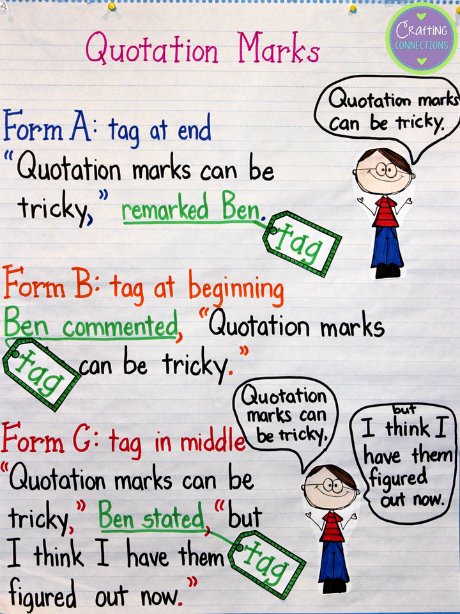 Crafting
CONNECTIONS
Quotation Marks
Quotation marks
can be tricky.
Form A: tag at end
“Quotation marks can be
tricky,” remarked Ben.
tag
Form B: tag at beginning
Ben commented, “Quotation marks
can be tricky.”
tag
Quotation
marks can
be tricky.
but
I think I
have them
figured
out now.
Form C: tag in middle
“Quotation marks can be
tricky,” Ben stated, “but
I think I have them
figured out now.”
tag